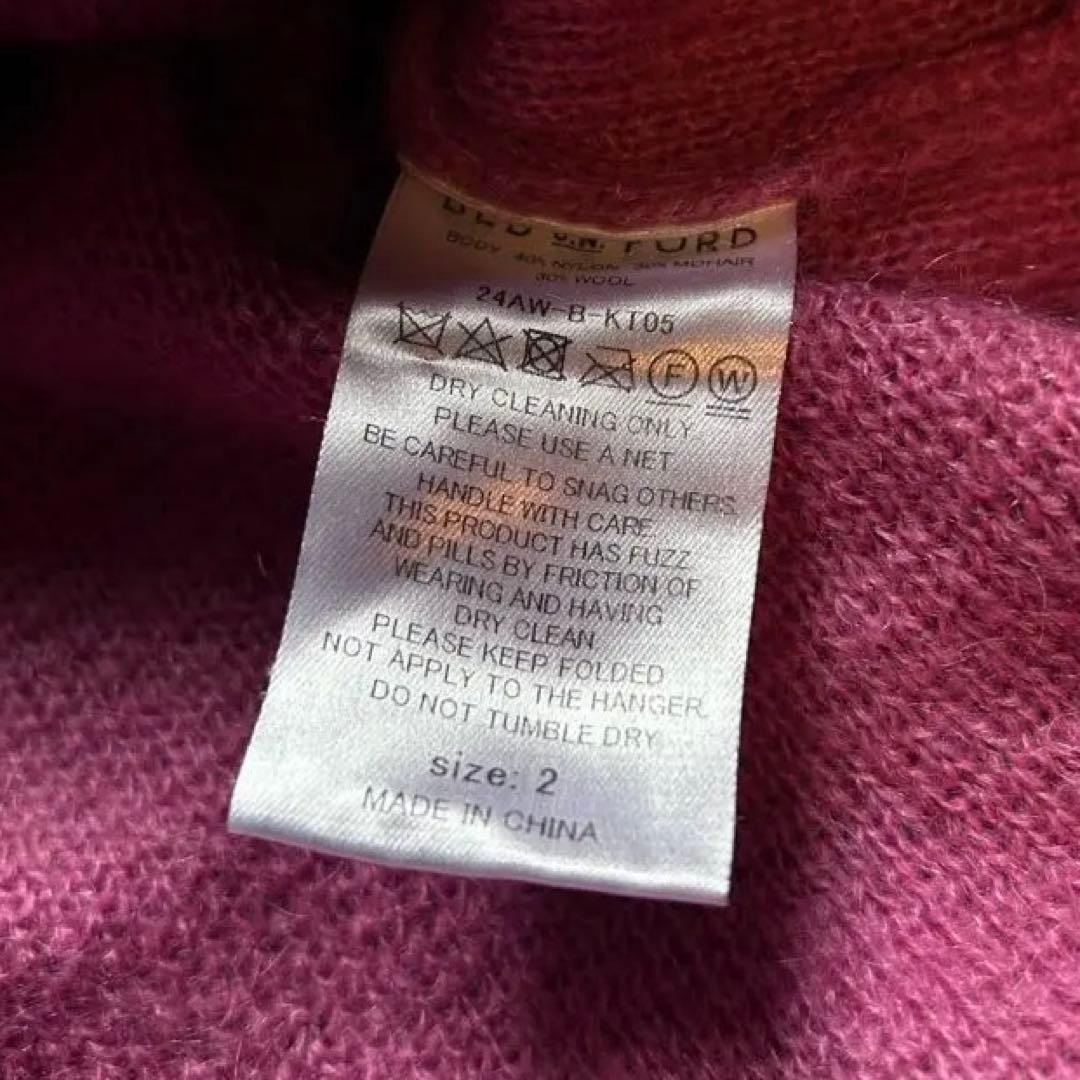 BED J.W. FORD
BODY 40% NYLON 30% MOHAIR
30% WOOL
24AW-B-KT05
F W
DRY CLEANING ONLY
PLEASE USE A NET
BE CAREFUL TO SNAG OTHERS.
HANDLE WITH CARE.
THIS PRODUCT HAS FUZZ
AND PILLS BY FRICTION OF
WEARING AND HAVING
DRY CLEAN
PLEASE KEEP FOLDED
NOT APPLY TO THE HANGER.
DO NOT TUMBLE DRY
size: 2
MADE IN CHINA